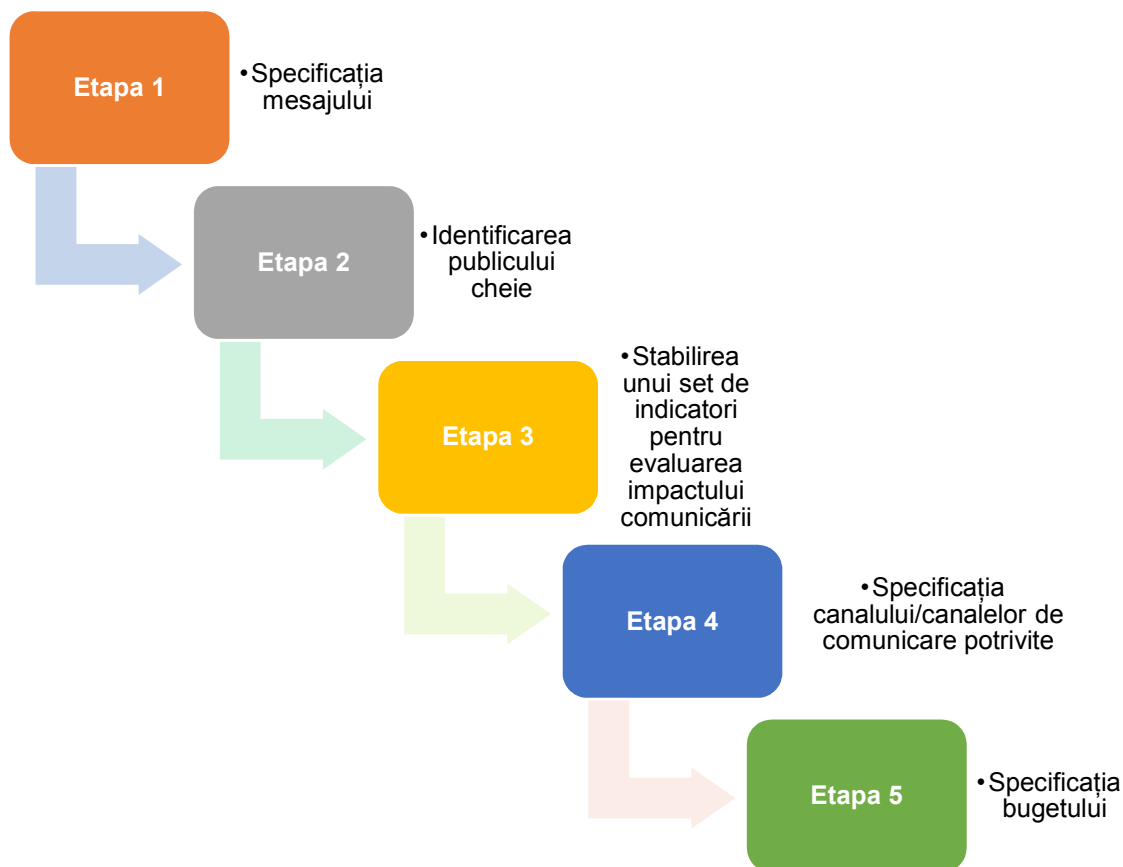 Etapa 1
•Specificația
mesajului
Etapa 2
•Identificarea
publicului
cheie
Etapa 3
•Stabilirea
unui set de
indicatori
pentru
evaluarea
impactului
comunicării
Etapa 4
•Specificația
canalului/canalelor de
comunicare potrivite
Etapa 5
•Specificația
bugetului